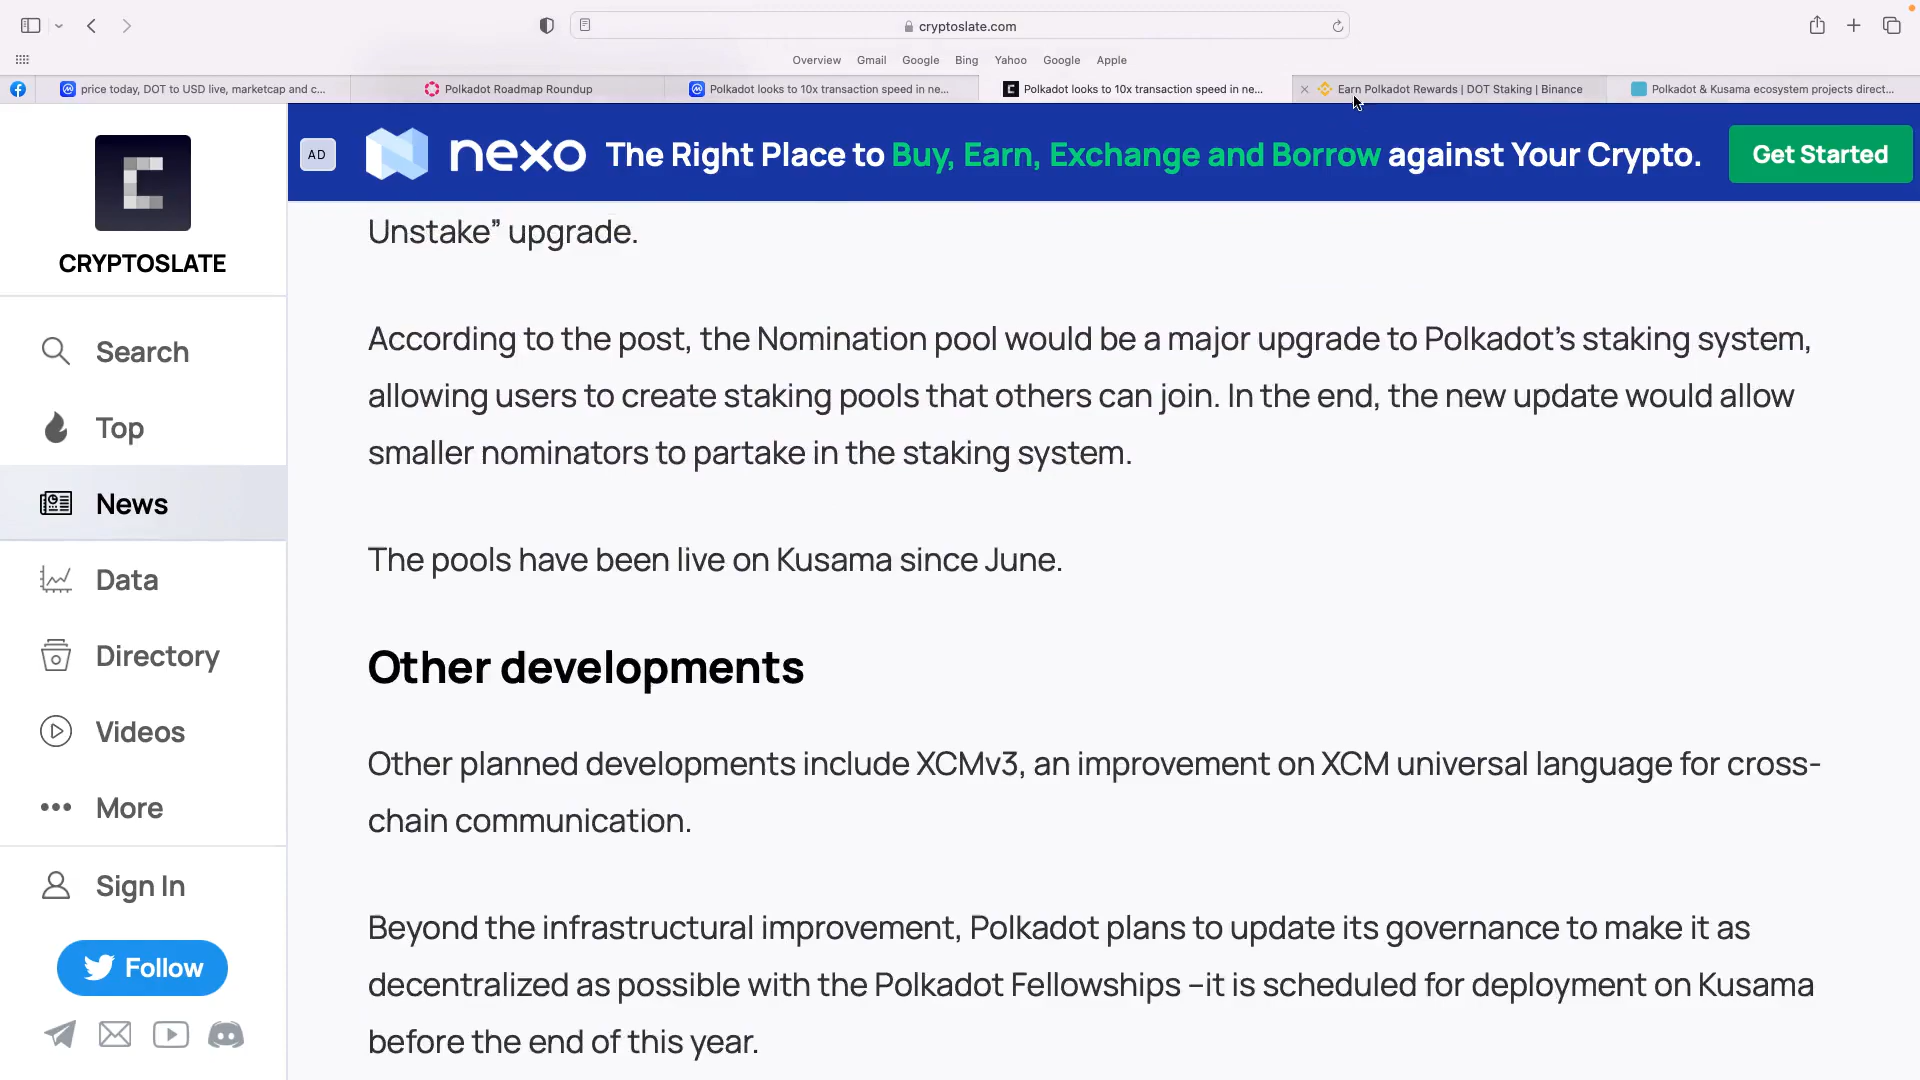 cryptoslate.com
Overview Gmail Google Bing Yahoo Google Apple
price today, DOT to USD live, marketcap and c...
Polkadot Roadmap Roundup
Polkadot looks to 10x transaction speed in ne...
Polkadot looks to 10x transaction speed in ne...
Earn Polkadot Rewards | DOT Staking | Binance
Polkadot & Kusama ecosystem projects direct...
AD
nexo
The Right Place to Buy, Earn, Exchange and Borrow against Your Crypto.
Get Started
CRYPTOSLATE
Search
Top
News
Data
Directory
Videos
More
Sign In
Follow
Unstake” upgrade.
According to the post, the Nomination pool would be a major upgrade to Polkadot’s staking system,
allowing users to create staking pools that others can join. In the end, the new update would allow
smaller nominators to partake in the staking system.
The pools have been live on Kusama since June.
Other developments
Other planned developments include XCMv3, an improvement on XCM universal language for cross-
chain communication.
Beyond the infrastructural improvement, Polkadot plans to update its governance to make it as
decentralized as possible with the Polkadot Fellowships –it is scheduled for deployment on Kusama
before the end of this year.